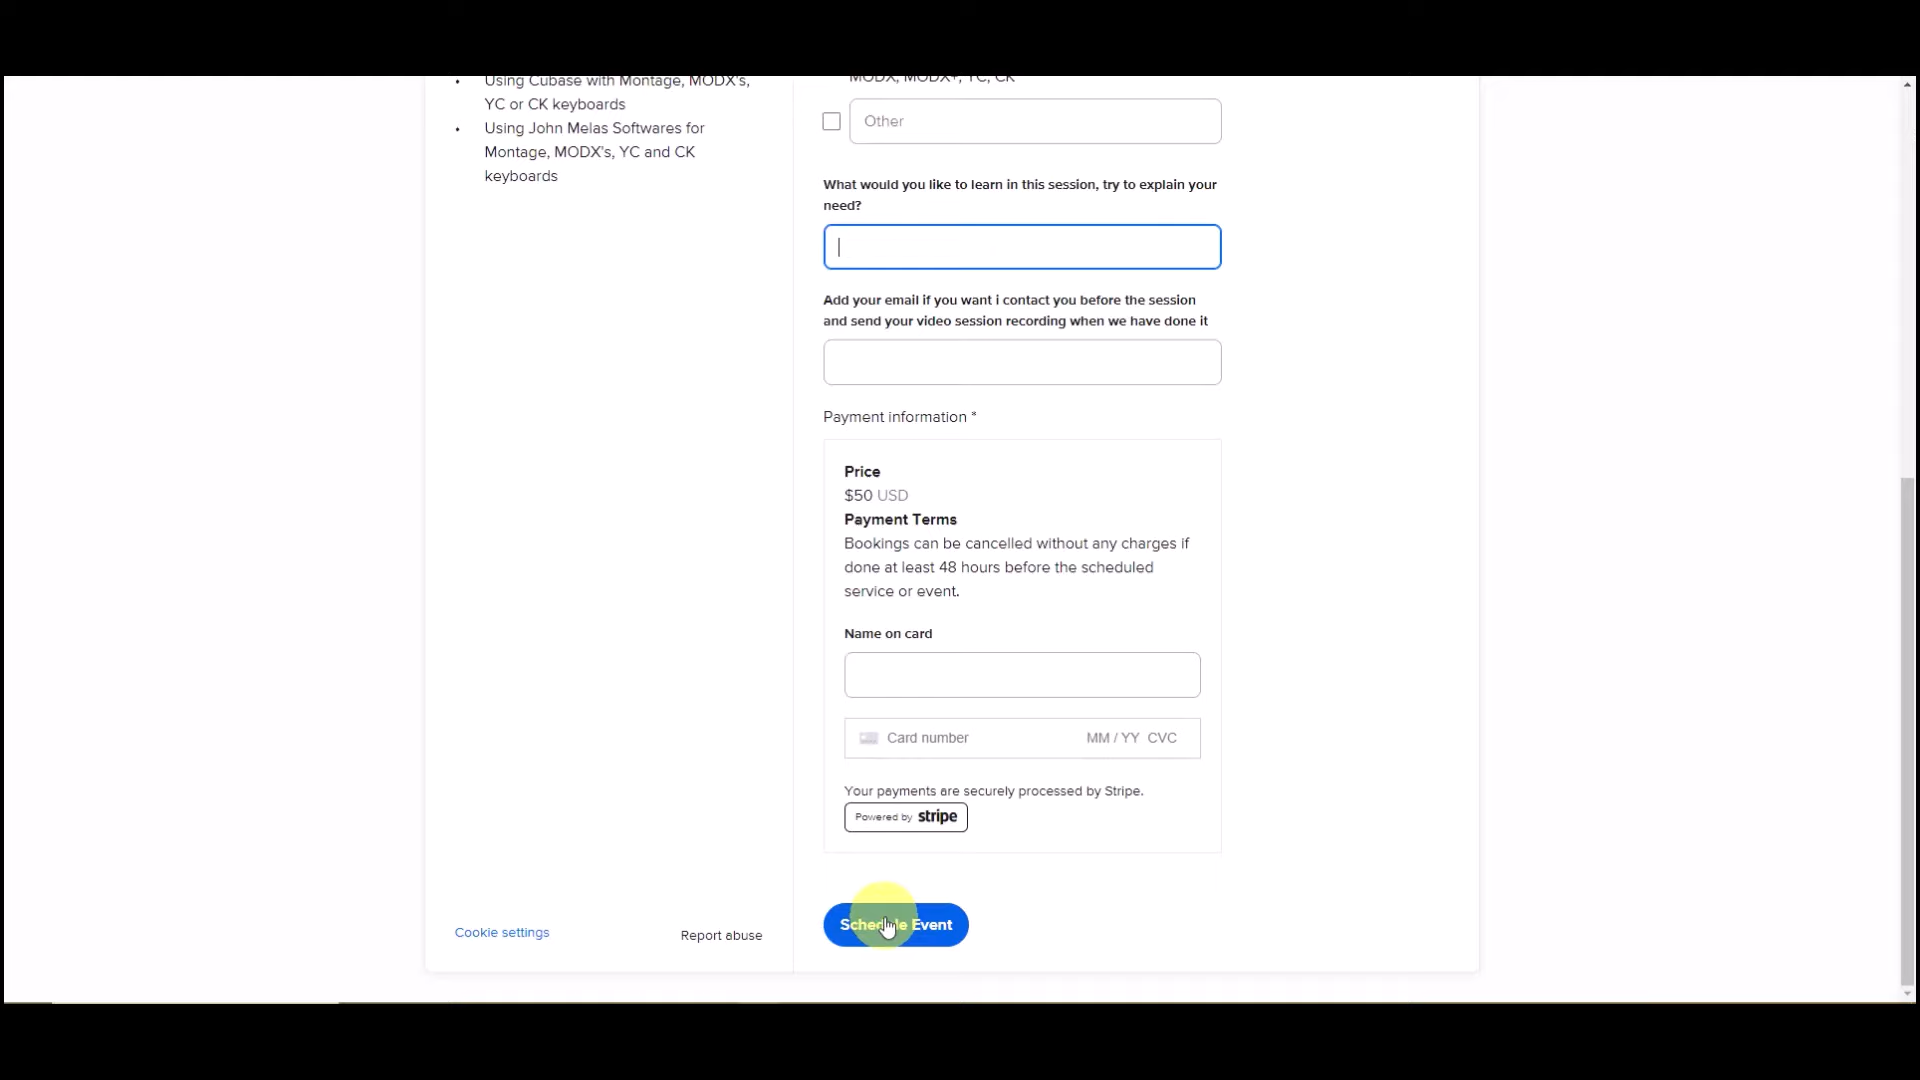 Using Cubase with Montage, MODX's,
YC or CK keyboards
Using John Melas Softwares for
Montage, MODX's, YC and CK
keyboards
MODX, MODX+, YC, CK
Other
What would you like to learn in this session, try to explain your
need?
Add your email if you want i contact you before the session
and send your video session recording when we have done it
Payment information *
Price
$50 USD
Payment Terms
Bookings can be cancelled without any charges if
done at least 48 hours before the scheduled
service or event.
Name on card
Card number MM / YY CVC
Your payments are securely processed by Stripe.
Powered by stripe
Schedule Event
Cookie settings
Report abuse